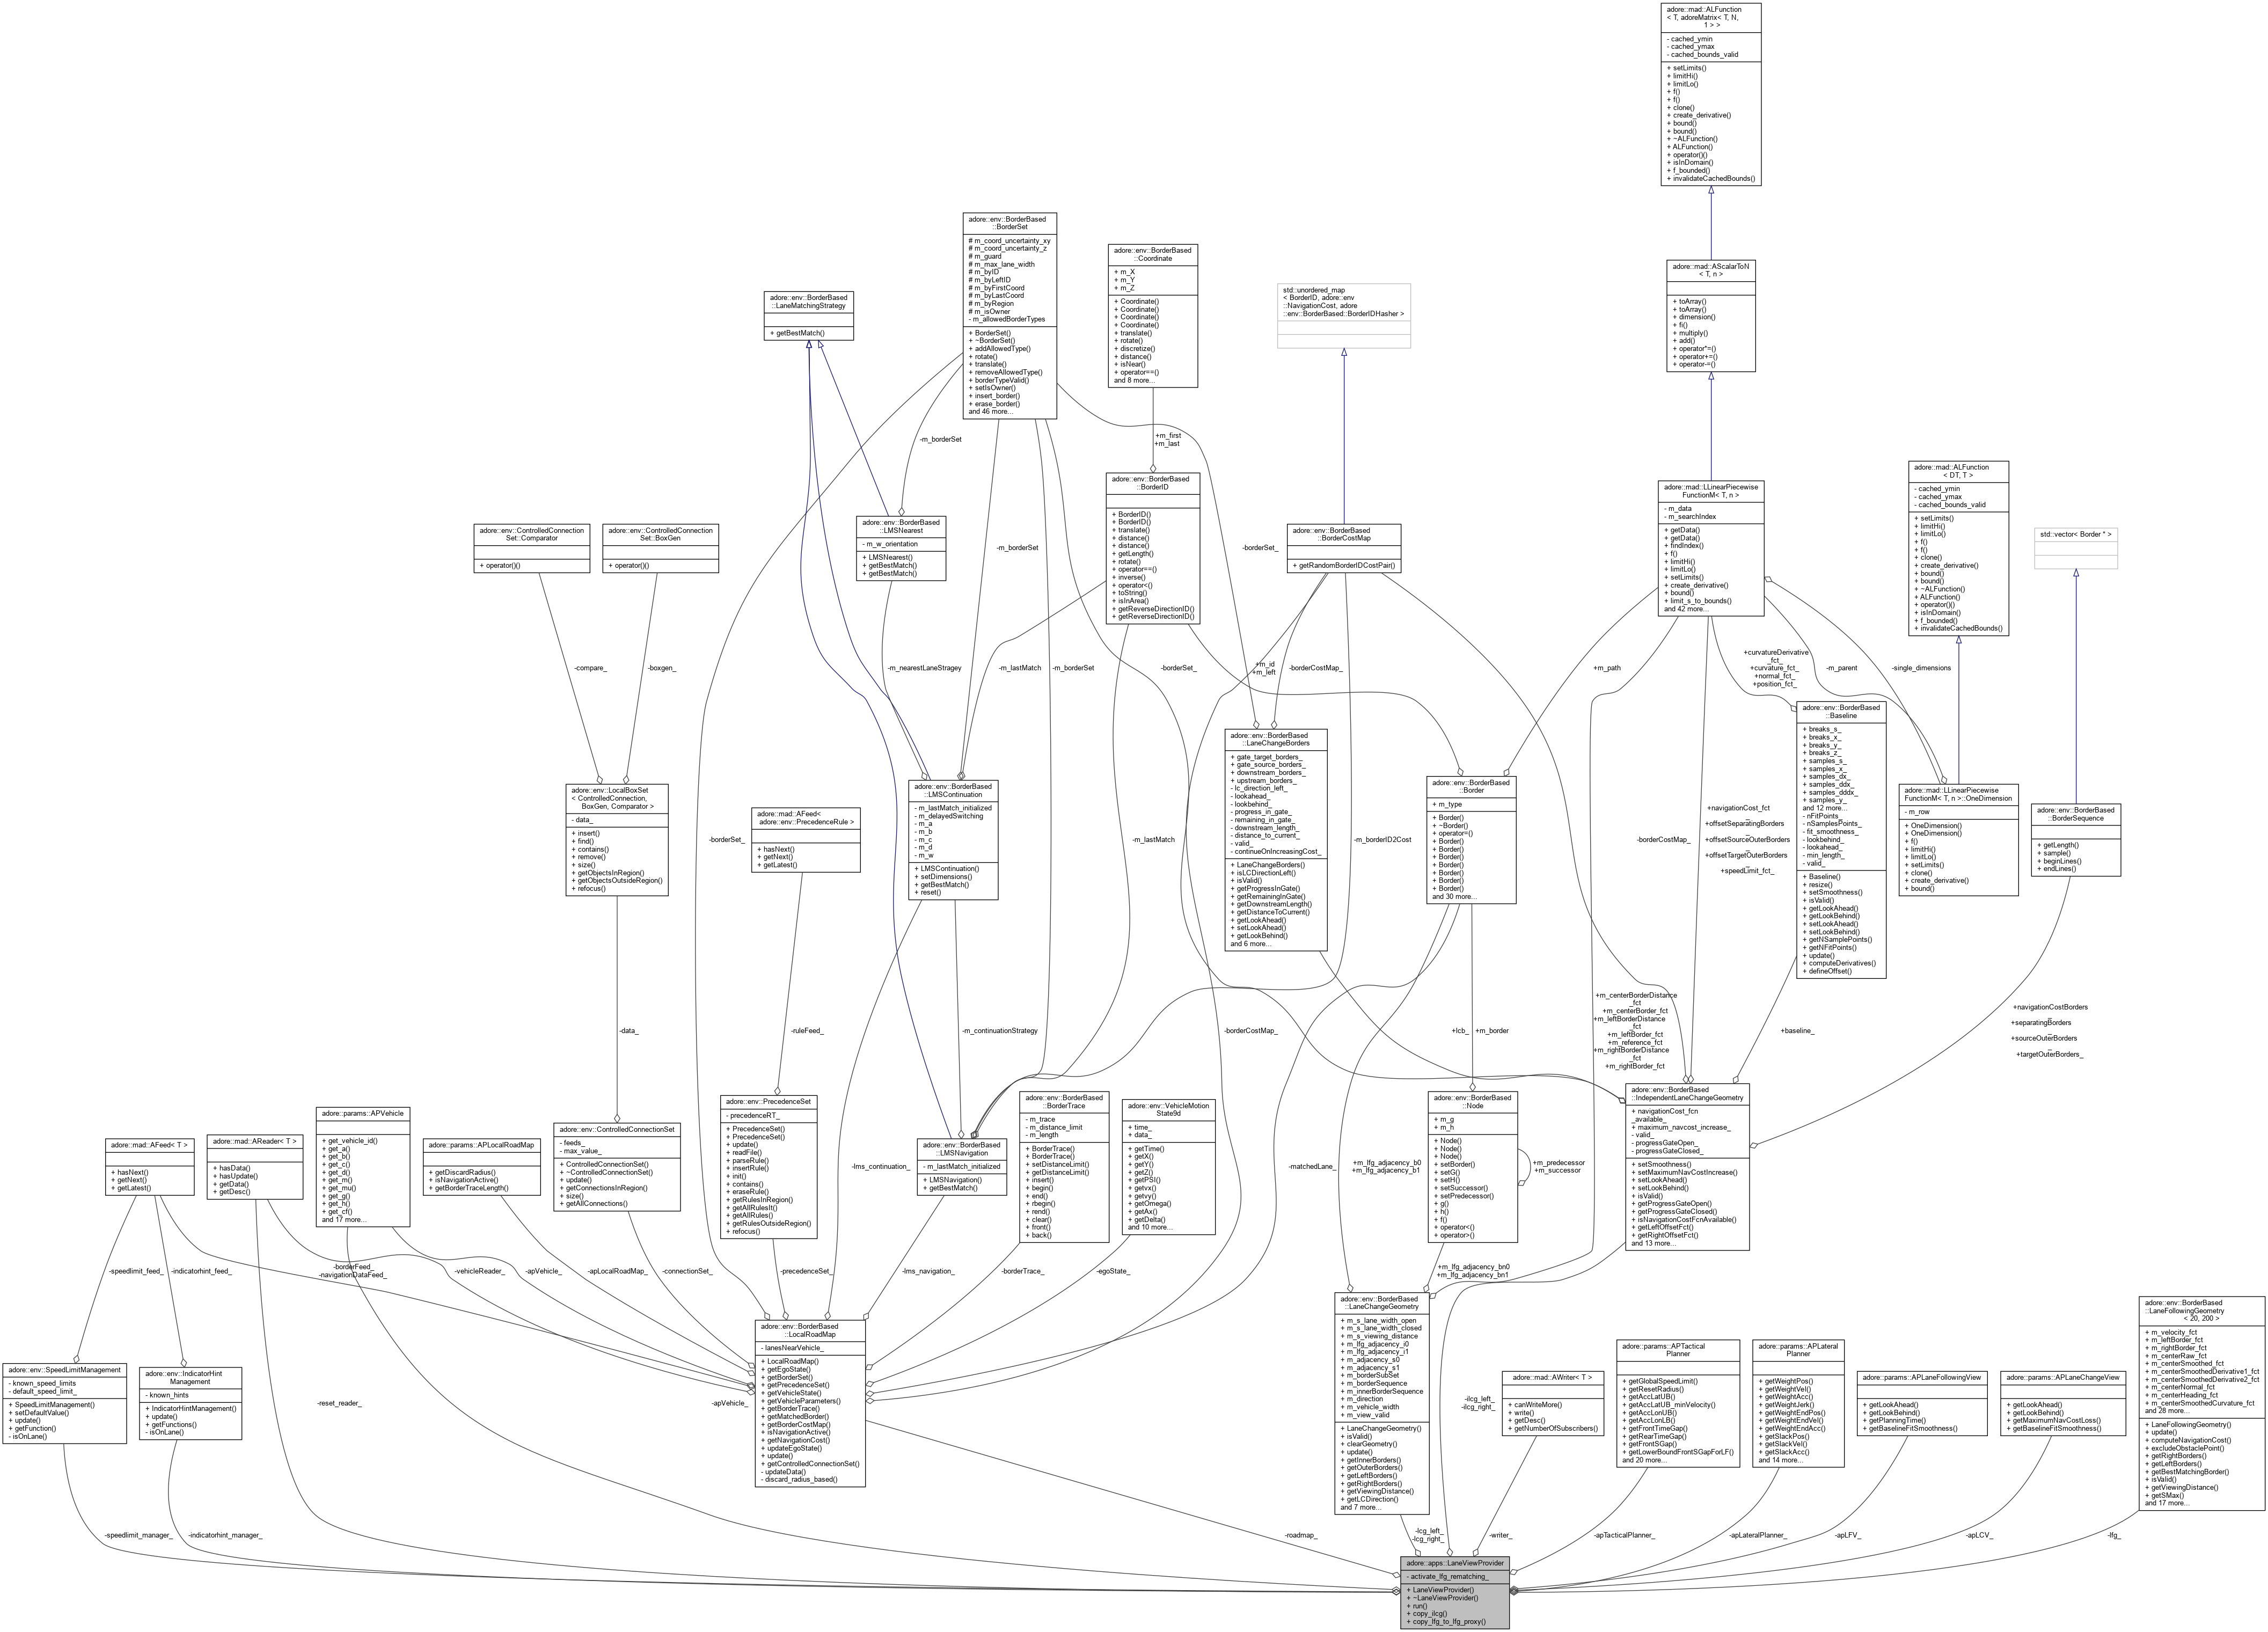 adore::mad::ALFunction
< T, adoreMatrix< T, N,
1 > >
- cached_ymin
- cached_ymax
- cached_bounds_valid
+ setLimits()
+ limitHi()
+ limitLo()
+ f()
+ f()
+ clone()
+ create_derivative()
+ bound()
+ bound()
+ ~ALFunction()
+ ALFunction()
+ operator()()
+ isInDomain()
+ f_bounded()
+ invalidateCachedBounds()
adore::env::BorderBased
::BorderSet
# m_coord_uncertainty_xy
# m_coord_uncertainty_z
# m_guard
# m_max_lane_width
# m_byID
# m_byLeftID
# m_byFirstCoord
# m_byLastCoord
# m_byRegion
# m_isOwner
- m_allowedBorderTypes
+ BorderSet()
+ ~BorderSet()
+ addAllowedType()
+ rotate()
+ translate()
+ removeAllowedType()
+ borderTypeValid()
+ setIsOwner()
+ insert_border()
+ erase_border()
and 46 more...
adore::env::BorderBased
::Coordinate
+ m_X
+ m_Y
+ m_Z
+ Coordinate()
+ Coordinate()
+ Coordinate()
+ Coordinate()
+ translate()
+ rotate()
+ discretize()
+ distance()
+ isNear()
+ operator==()
and 8 more...
adore::mad::AScalarToN
< T, n >
+ toArray()
+ toArray()
+ dimension()
+ fi()
+ multiply()
+ add()
+ operator*=()
+ operator+=()
+ operator-=()
adore::env::BorderBased
::LaneMatchingStrategy
+ getBestMatch()
std::unordered_map
< BorderID, adore::env
::NavigationCost, adore
::env::BorderBased::BorderIDHasher >
-m_borderSet
+m_first
+m_last
adore::env::BorderBased
::BorderID
+ BorderID()
+ BorderID()
+ translate()
+ distance()
+ distance()
+ getLength()
+ rotate()
+ operator==()
+ inverse()
+ operator<()
+ toString()
+ isInArea()
+ getReverseDirectionID()
+ getReverseDirectionID()
adore::mad::LLinearPiecewise
FunctionM< T, n >
- m_data
- m_searchIndex
+ getData()
+ getData()
+ findIndex()
+ f()
+ limitHi()
+ limitLo()
+ setLimits()
+ create_derivative()
+ bound()
+ limit_s_to_bounds()
and 42 more...
adore::mad::ALFunction
< DT, T >
- cached_ymin
- cached_ymax
- cached_bounds_valid
+ setLimits()
+ limitHi()
+ limitLo()
+ f()
+ f()
+ clone()
+ create_derivative()
+ bound()
+ bound()
+ ~ALFunction()
+ ALFunction()
+ operator()()
+ isInDomain()
+ f_bounded()
+ invalidateCachedBounds()
adore::env::ControlledConnection
Set::Comparator
+ operator()()
adore::env::ControlledConnection
Set::BoxGen
+ operator()()
adore::env::BorderBased
::LMSNearest
- m_w_orientation
+ LMSNearest()
+ getBestMatch()
+ getBestMatch()
adore::env::BorderBased
::BorderCostMap
+ getRandomBorderIDCostPair()
std::vector< Border * >
-m_borderSet
-borderSet_
-compare_
-boxgen_
-m_nearestLaneStragey
-m_lastMatch
-m_borderSet
-borderSet_
+m_id
+m_left
-borderCostMap_
+m_path
+curvatureDerivative
_fct_
+curvature_fct_
+normal_fct_
+position_fct_
-m_parent
-single_dimensions
adore::env::BorderBased
::Baseline
+ breaks_s_
+ breaks_x_
+ breaks_y_
+ breaks_z_
+ samples_s_
+ samples_x_
+ samples_dx_
+ samples_ddx_
+ samples_dddx_
+ samples_y_
and 12 more...
- nFitPoints_
- nSamplesPoints_
- fit_smoothness_
- lookbehind_
- lookahead_
- min_length_
- valid_
+ Baseline()
+ resize()
+ setSmoothness()
+ isValid()
+ getLookAhead()
+ getLookBehind()
+ setLookAhead()
+ setLookBehind()
+ getNSamplePoints()
+ getNFitPoints()
+ update()
+ computeDerivatives()
+ defineOffset()
adore::env::BorderBased
::LaneChangeBorders
+ gate_target_borders_
+ gate_source_borders_
+ downstream_borders_
+ upstream_borders_
- lc_direction_left_
- lookahead_
- lookbehind_
- progress_in_gate_
- remaining_in_gate_
- downstream_length_
- distance_to_current_
- valid_
- continueOnIncreasingCost_
+ LaneChangeBorders()
+ isLCDirectionLeft()
+ isValid()
+ getProgressInGate()
+ getRemainingInGate()
+ getDownstreamLength()
+ getDistanceToCurrent()
+ getLookAhead()
+ setLookAhead()
+ getLookBehind()
and 6 more...
adore::env::LocalBoxSet
< ControlledConnection,
BoxGen, Comparator >
- data_
+ insert()
+ find()
+ contains()
+ remove()
+ size()
+ getObjectsInRegion()
+ getObjectsOutsideRegion()
+ refocus()
adore::env::BorderBased
::LMSContinuation
- m_lastMatch_initialized
- m_delayedSwitching
- m_a
- m_b
- m_c
- m_d
- m_w
+ LMSContinuation()
+ setDimensions()
+ getBestMatch()
+ reset()
adore::env::BorderBased
::Border
+ m_type
+ Border()
+ ~Border()
+ operator=()
+ Border()
+ Border()
+ Border()
+ Border()
+ Border()
+ Border()
+ Border()
and 30 more...
adore::mad::LLinearPiecewise
FunctionM< T, n >::OneDimension
- m_row
+ OneDimension()
+ OneDimension()
+ f()
+ limitHi()
+ limitLo()
+ setLimits()
+ clone()
+ create_derivative()
+ bound()
adore::env::BorderBased
::BorderSequence
+ getLength()
+ sample()
+ beginLines()
+ endLines()
adore::mad::AFeed<
adore::env::PrecedenceRule >
+ hasNext()
+ getNext()
+ getLatest()
-borderSet_
-m_lastMatch
-m_borderID2Cost
-borderCostMap_
+navigationCost_fct
_
+offsetSeparatingBorders
_
+offsetSourceOuterBorders
_
+offsetTargetOuterBorders
_
+speedLimit_fct_
-data_
-ruleFeed_
-m_continuationStrategy
-borderCostMap_
+lcb_
+m_border
+m_centerBorderDistance
_fct
+m_centerBorder_fct
+m_leftBorderDistance
_fct
+m_leftBorder_fct
+m_reference_fct
+m_rightBorderDistance
_fct
+m_rightBorder_fct
+baseline_
+navigationCostBorders
_
+separatingBorders
_
+sourceOuterBorders
_
+targetOuterBorders_
adore::params::APVehicle
+ get_vehicle_id()
+ get_a()
+ get_b()
+ get_c()
+ get_d()
+ get_m()
+ get_mu()
+ get_g()
+ get_h()
+ get_cf()
and 17 more...
adore::env::PrecedenceSet
- precedenceRT_
+ PrecedenceSet()
+ PrecedenceSet()
+ update()
+ readFile()
+ parseRule()
+ insertRule()
+ init()
+ contains()
+ eraseRule()
+ getRulesInRegion()
+ getAllRulesIt()
+ getAllRules()
+ getRulesOutsideRegion()
+ refocus()
adore::env::BorderBased
::BorderTrace
- m_trace
- m_distance_limit
- m_length
+ BorderTrace()
+ BorderTrace()
+ setDistanceLimit()
+ getDistanceLimit()
+ insert()
+ begin()
+ end()
+ rbegin()
+ rend()
+ clear()
+ front()
+ back()
adore::env::VehicleMotion
State9d
+ time_
+ data_
+ getTime()
+ getX()
+ getY()
+ getZ()
+ getPSI()
+ getvx()
+ getvy()
+ getOmega()
+ getAx()
+ getDelta()
and 10 more...
adore::env::BorderBased
::Node
+ m_g
+ m_h
+ Node()
+ Node()
+ Node()
+ setBorder()
+ setG()
+ setH()
+ setSuccessor()
+ setPredecessor()
+ g()
+ h()
+ f()
+ operator<()
+ operator>()
+m_predecessor
+m_successor
adore::env::BorderBased
::IndependentLaneChangeGeometry
+ navigationCost_fcn
_available_
+ maximum_navcost_increase_
- valid_
- progressGateOpen_
- progressGateClosed_
+ setSmoothness()
+ setMaximumNavCostIncrease()
+ setLookAhead()
+ setLookBehind()
+ isValid()
+ getProgressGateOpen()
+ getProgressGateClosed()
+ isNavigationCostFcnAvailable()
+ getLeftOffsetFct()
+ getRightOffsetFct()
and 13 more...
adore::mad::AFeed< T >
+ hasNext()
+ getNext()
+ getLatest()
adore::mad::AReader< T >
+ hasData()
+ hasUpdate()
+ getData()
+ getDesc()
adore::params::APLocalRoadMap
+ getDiscardRadius()
+ isNavigationActive()
+ getBorderTraceLength()
adore::env::ControlledConnectionSet
- feeds_
- max_value_
+ ControlledConnectionSet()
+ ~ControlledConnectionSet()
+ update()
+ getConnectionsInRegion()
+ size()
+ getAllConnections()
adore::env::BorderBased
::LMSNavigation
- m_lastMatch_initialized
+ LMSNavigation()
+ getBestMatch()
-lms_continuation_
-matchedLane_
+m_lfg_adjacency_b0
+m_lfg_adjacency_b1
-speedlimit_feed_
-indicatorhint_feed_
-borderFeed_
-navigationDataFeed_
-vehicleReader_
-apVehicle_
-apLocalRoadMap_
-connectionSet_
-precedenceSet_
-lms_navigation_
-borderTrace_
-egoState_
+m_lfg_adjacency_bn0
+m_lfg_adjacency_bn1
adore::env::SpeedLimitManagement
- known_speed_limits
- default_speed_limit_
+ SpeedLimitManagement()
+ setDefaultValue()
+ update()
+ getFunction()
- isOnLane()
adore::env::IndicatorHint
Management
- known_hints
+ IndicatorHintManagement()
+ update()
+ getFunctions()
- isOnLane()
adore::env::BorderBased
::LocalRoadMap
- lanesNearVehicle_
+ LocalRoadMap()
+ getEgoState()
+ getBorderSet()
+ getPrecedenceSet()
+ getVehicleState()
+ getVehicleParameters()
+ getBorderTrace()
+ getMatchedBorder()
+ getBorderCostMap()
+ isNavigationActive()
+ getNavigationCost()
+ updateEgoState()
+ update()
+ getControlledConnectionSet()
- updateData()
- discard_radius_based()
adore::env::BorderBased
::LaneChangeGeometry
+ m_s_lane_width_open
+ m_s_lane_width_closed
+ m_s_viewing_distance
+ m_lfg_adjacency_i0
+ m_lfg_adjacency_i1
+ m_adjacency_s0
+ m_adjacency_s1
+ m_borderSubSet
+ m_borderSequence
+ m_innerBorderSequence
+ m_direction
+ m_vehicle_width
+ m_view_valid
+ LaneChangeGeometry()
+ isValid()
+ clearGeometry()
+ update()
+ getInnerBorders()
+ getOuterBorders()
+ getLeftBorders()
+ getRightBorders()
+ getViewingDistance()
+ getLCDirection()
and 7 more...
adore::mad::AWriter< T >
+ canWriteMore()
+ write()
+ getDesc()
+ getNumberOfSubscribers()
adore::params::APTactical
Planner
+ getGlobalSpeedLimit()
+ getResetRadius()
+ getAccLatUB()
+ getAccLatUB_minVelocity()
+ getAccLonUB()
+ getAccLonLB()
+ getFrontTimeGap()
+ getRearTimeGap()
+ getFrontSGap()
+ getLowerBoundFrontSGapForLF()
and 20 more...
adore::params::APLateral
Planner
+ getWeightPos()
+ getWeightVel()
+ getWeightAcc()
+ getWeightJerk()
+ getWeightEndPos()
+ getWeightEndVel()
+ getWeightEndAcc()
+ getSlackPos()
+ getSlackVel()
+ getSlackAcc()
and 14 more...
adore::params::APLaneFollowingView
+ getLookAhead()
+ getLookBehind()
+ getPlanningTime()
+ getBaselineFitSmoothness()
adore::params::APLaneChangeView
+ getLookAhead()
+ getLookBehind()
+ getMaximumNavCostLoss()
+ getBaselineFitSmoothness()
adore::env::BorderBased
::LaneFollowingGeometry
< 20, 200 >
+ m_velocity_fct
+ m_leftBorder_fct
+ m_rightBorder_fct
+ m_centerRaw_fct
+ m_centerSmoothed_fct
+ m_centerSmoothedDerivative1_fct
+ m_centerSmoothedDerivative2_fct
+ m_centerNormal_fct
+ m_centerHeading_fct
+ m_centerSmoothedCurvature_fct
and 28 more...
+ LaneFollowingGeometry()
+ update()
+ computeNavigationCost()
+ excludeObstaclePoint()
+ getRightBorders()
+ getLeftBorders()
+ getBestMatchingBorder()
+ isValid()
+ getViewingDistance()
+ getSMax()
and 17 more...
-reset_reader_
-apVehicle_
-ilcg_left_
-ilcg_right_
-speedlimit_manager_
-indicatorhint_manager_
-roadmap_
-lcg_left_
-lcg_right_
-writer_
-apTacticalPlanner_
-apLateralPlanner_
-apLFV_
-apLCV_
-lfg_
adore::apps::LaneViewProvider
- activate_lfg_rematching_
+ LaneViewProvider()
+ ~LaneViewProvider()
+ run()
+ copy_ilcg()
+ copy_lfg_to_lfg_proxy()